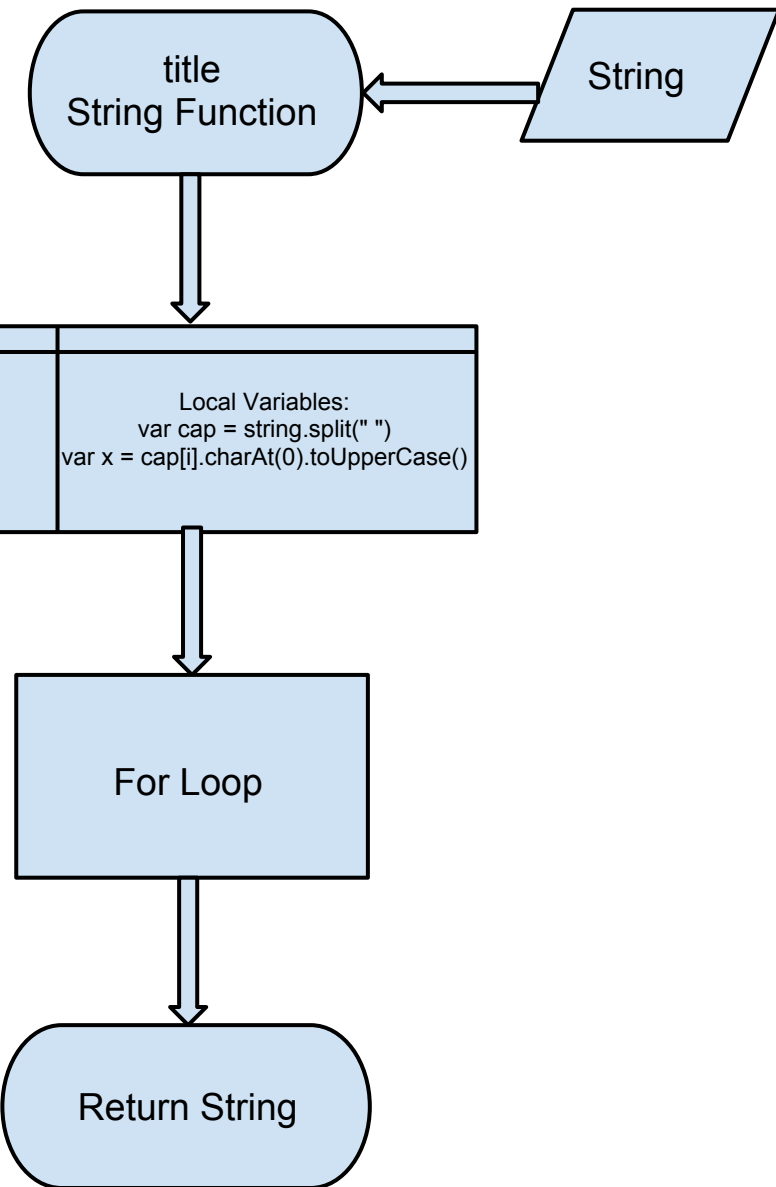 title
String Function
String
Local Variables:
var cap = string.split(" ")
var x = cap[i].charAt(0).toUpperCase()
For Loop
Return String